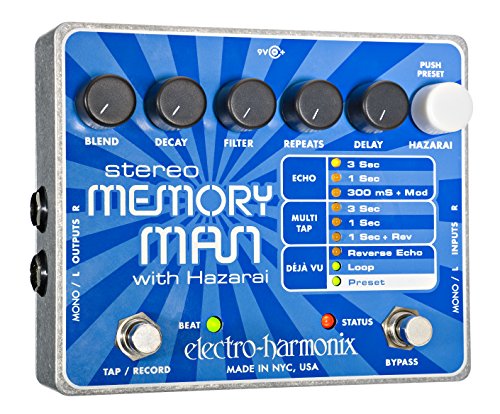 9V +
PUSH
PRESET
BLEND DECAY FILTER REPEATS DELAY HAZARAI
stereo
MEMORY
MAN
with Hazarai
ECHO
3 Sec
1 Sec
300 mS + Mod
MULTI
TAP
3 Sec
1 Sec
1 Sec + Rev
DÉJÀ VU
Reverse Echo
Loop
Preset
MONO / L OUTPUTS R
MONO / L INPUTS R
BEAT
STATUS
electro-harmonix
MADE IN NYC, USA
TAP / RECORD
BYPASS